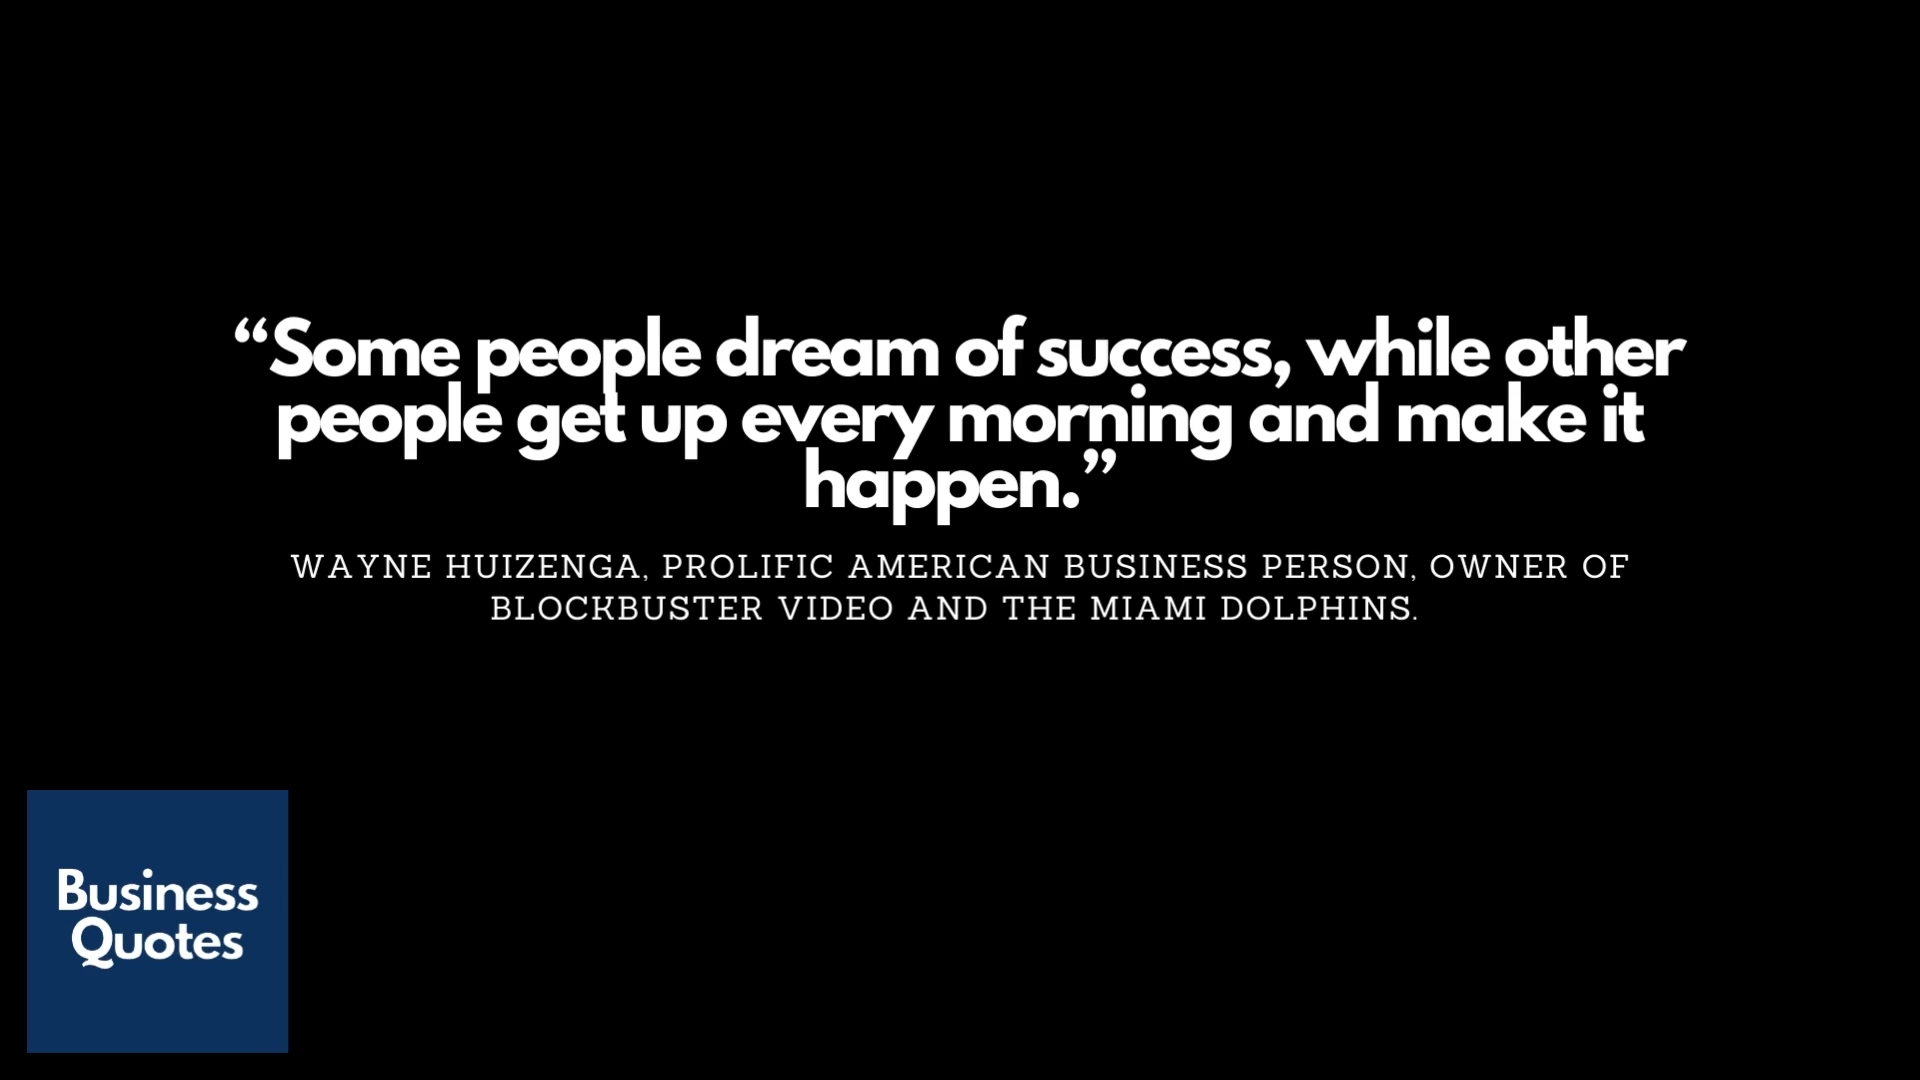 “Some people dream of success, while other
people get up every morning and make it
happen.”
WAYNE HUIZENGA, PROLIFIC AMERICAN BUSINESS PERSON, OWNER OF
BLOCKBUSTER VIDEO AND THE MIAMI DOLPHINS.
Business
Quotes